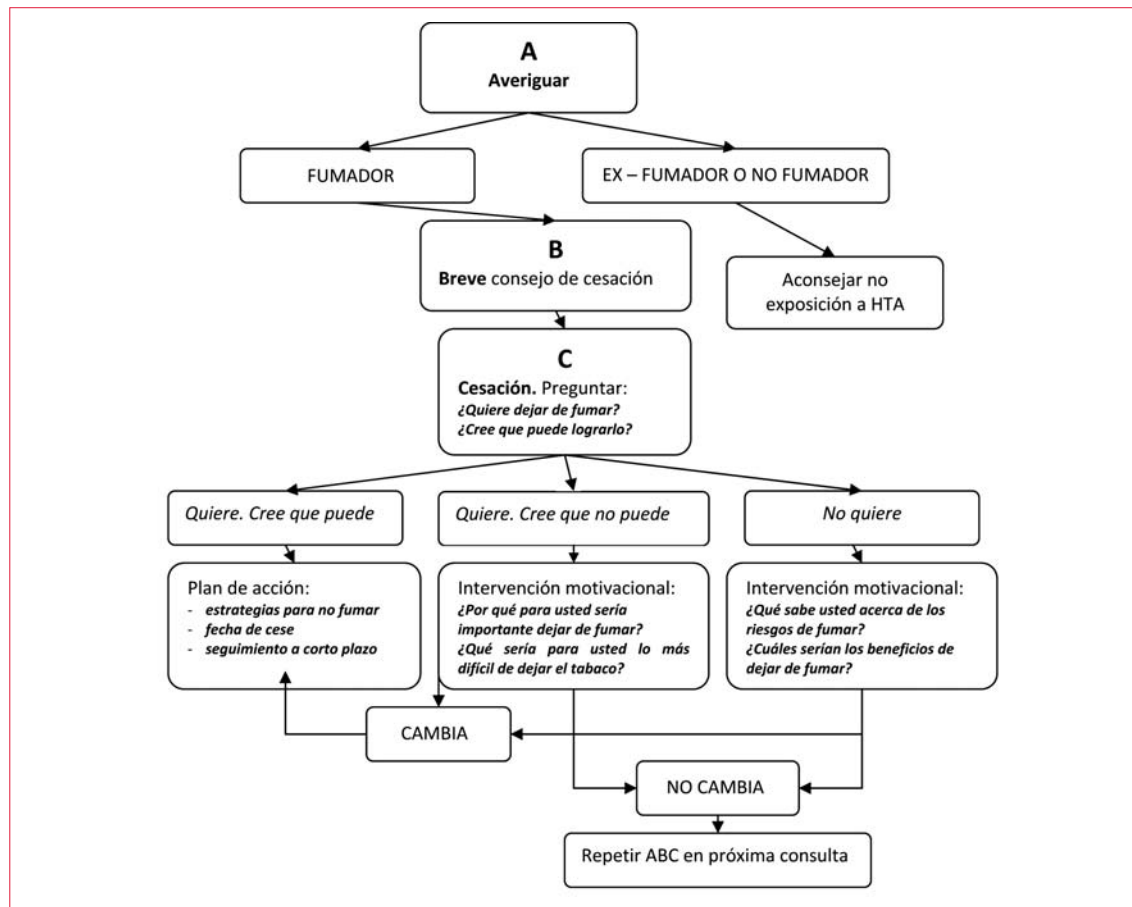 A
Averiguar
FUMADOR
EX – FUMADOR O NO FUMADOR
B
Breve consejo de cesación
Aconsejar no
exposición a HTA
C
Cesación. Preguntar:
¿Quiere dejar de fumar?
¿Cree que puede lograrlo?
Quiere. Cree que puede
Quiere. Cree que no puede
No quiere
Plan de acción:
- estrategias para no fumar
- fecha de cese
- seguimiento a corto plazo
Intervención motivacional:
¿Por qué para usted sería
importante dejar de fumar?
¿Qué sería para usted lo más
difícil de dejar el tabaco?
Intervención motivacional:
¿Qué sabe usted acerca de los
riesgos de fumar?
¿Cuáles serían los beneficios de
dejar de fumar?
CAMBIA
NO CAMBIA
Repetir ABC en próxima consulta